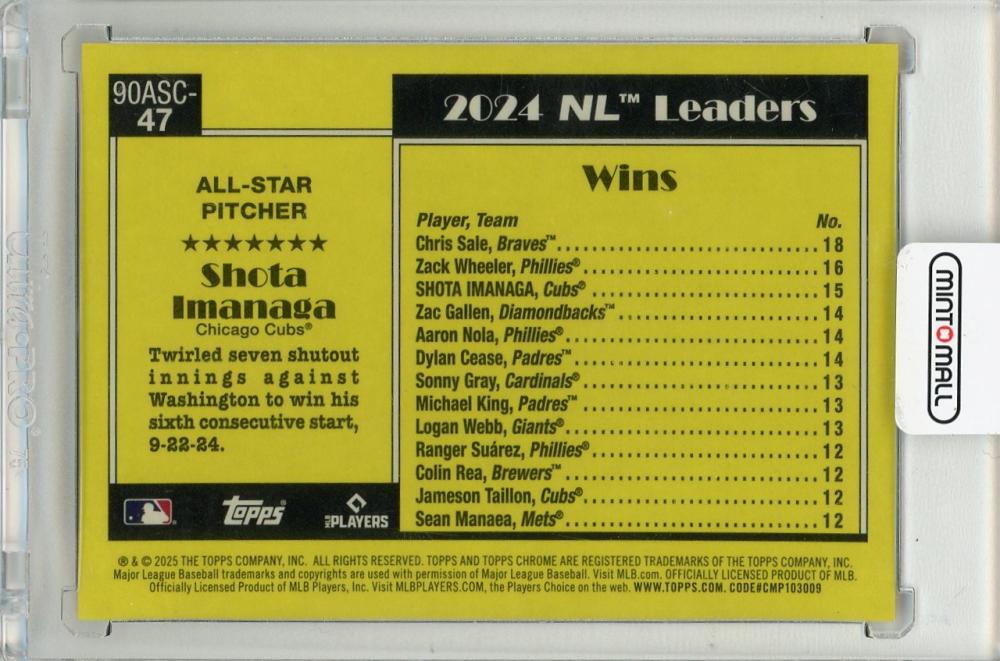 90ASC-
47
ALL-STAR
PITCHER
★★★★★★★
Shota
Imanaga
Chicago Cubs®
Twirled seven shutout
innings against
Washington to win his
sixth consecutive start,
9-22-24.
Topps®
MLB PLAYERS
2024 NL™ Leaders
Wins
Player, Team No.
Chris Sale, Braves™ 18
Zack Wheeler, Phillies® 16
SHOTA IMANAGA, Cubs® 15
Zac Gallen, Diamondbacks™ 14
Aaron Nola, Phillies® 14
Dylan Cease, Padres™ 14
Sonny Gray, Cardinals® 13
Michael King, Padres™ 13
Logan Webb, Giants® 13
Ranger Suárez, Phillies® 12
Colin Rea, Brewers™ 12
Jameson Taillon, Cubs® 12
Sean Manaea, Mets® 12
® & © 2025 THE TOPPS COMPANY, INC. ALL RIGHTS RESERVED. TOPPS AND TOPPS CHROME ARE REGISTERED TRADEMARKS OF THE TOPPS COMPANY, INC.
Major League Baseball trademarks and copyrights are used with permission of Major League Baseball. Visit MLB.com. OFFICIALLY LICENSED PRODUCT OF MLB.
Officially Licensed Product of MLB Players, Inc. Visit MLBPLAYERS.COM, the Players Choice on the web. WWW.TOPPS.COM. CODE#CMP103009
MINTOMALL
Ultra·PRO®